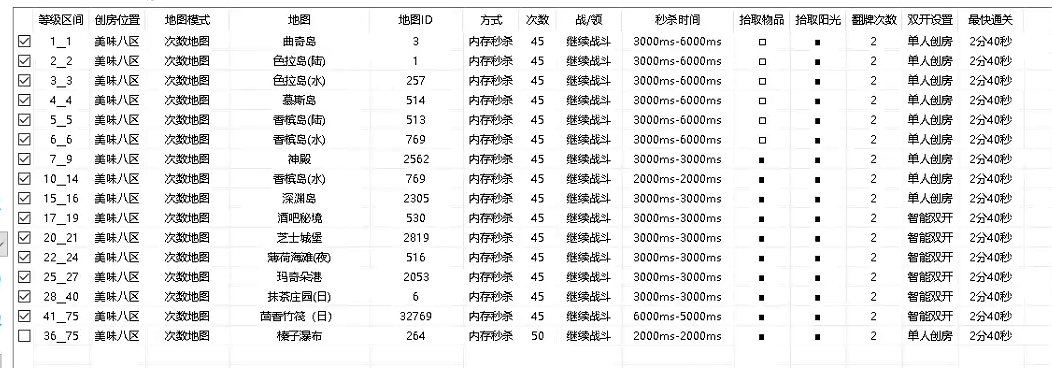 等级区间 创房位置 地图模式 地图 地图ID 方式 次数 战/领 秒杀时间 拾取物品 拾取阳光 翻牌次数 双开设置 最快通关
1__1 美味八区 次数地图 曲奇岛 3 内存秒杀 45 继续战斗 3000ms-6000ms □ ■ 2 单人创房 2分40秒
2__2 美味八区 次数地图 色拉岛(陆) 1 内存秒杀 45 继续战斗 3000ms-6000ms □ ■ 2 单人创房 2分40秒
3__3 美味八区 次数地图 色拉岛(水) 257 内存秒杀 45 继续战斗 3000ms-6000ms □ ■ 2 单人创房 2分40秒
4__4 美味八区 次数地图 慕斯岛 514 内存秒杀 45 继续战斗 3000ms-6000ms □ ■ 2 单人创房 2分40秒
5__5 美味八区 次数地图 香槟岛(陆) 513 内存秒杀 45 继续战斗 3000ms-6000ms □ ■ 2 单人创房 2分40秒
6__6 美味八区 次数地图 香槟岛(水) 769 内存秒杀 45 继续战斗 3000ms-6000ms □ ■ 2 单人创房 2分40秒
7__9 美味八区 次数地图 神殿 2562 内存秒杀 45 继续战斗 3000ms-3000ms ■ ■ 2 单人创房 2分40秒
10__14 美味八区 次数地图 香槟岛(水) 769 内存秒杀 45 继续战斗 2000ms-2000ms ■ ■ 2 单人创房 2分40秒
15__16 美味八区 次数地图 深渊岛 2305 内存秒杀 45 继续战斗 3000ms-3000ms ■ ■ 2 单人创房 2分40秒
17__19 美味八区 次数地图 酒吧秘境 530 内存秒杀 45 继续战斗 3000ms-3000ms ■ ■ 2 智能双开 2分40秒
20__21 美味八区 次数地图 芝士城堡 2819 内存秒杀 45 继续战斗 3000ms-3000ms ■ ■ 2 智能双开 2分40秒
22__24 美味八区 次数地图 薄荷海滩(夜) 516 内存秒杀 45 继续战斗 3000ms-3000ms ■ ■ 2 智能双开 2分40秒
25__27 美味八区 次数地图 玛奇朵港 2053 内存秒杀 45 继续战斗 3000ms-3000ms ■ ■ 2 智能双开 2分40秒
28__40 美味八区 次数地图 抹茶庄园(日) 6 内存秒杀 45 继续战斗 3000ms-3000ms ■ ■ 2 智能双开 2分40秒
41__75 美味八区 次数地图 茴香竹筏（日） 32769 内存秒杀 45 继续战斗 6000ms-5000ms ■ ■ 2 智能双开 2分40秒
36__75 美味八区 次数地图 榛子瀑布 264 内存秒杀 50 继续战斗 2000ms-2000ms ■ ■ 2 单人创房 2分40秒